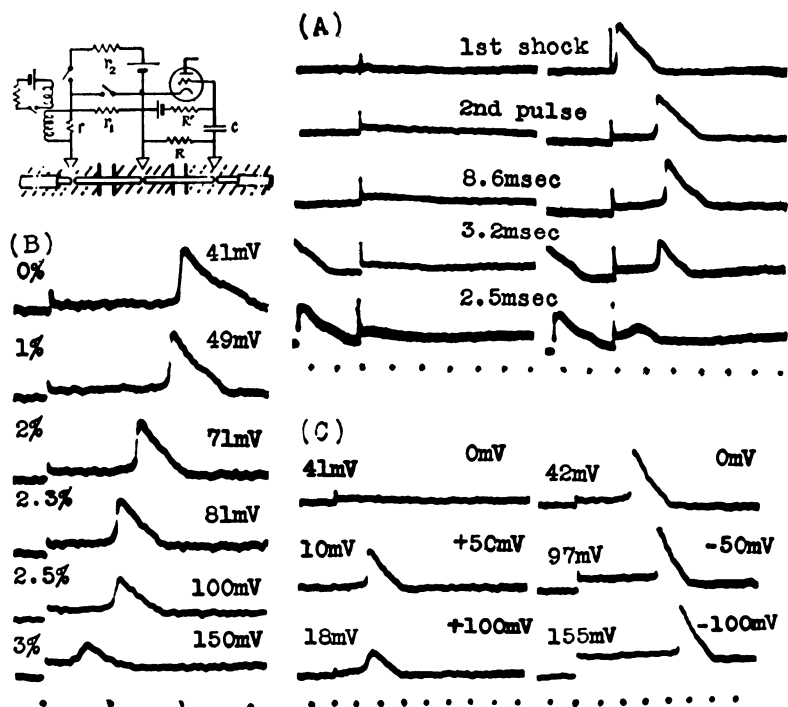 (A)
1st shock
2nd pulse
8.6msec
3.2msec
2.5msec
r₂
r
r₁
R'
R
C
(B)
0% 41mV
1% 49mV
2% 71mV
2.3% 81mV
2.5% 100mV
3% 150mV
(C)
41mV 0mV 42mV 0mV
10mV +50mV 97mV -50mV
18mV +100mV 155mV -100mV